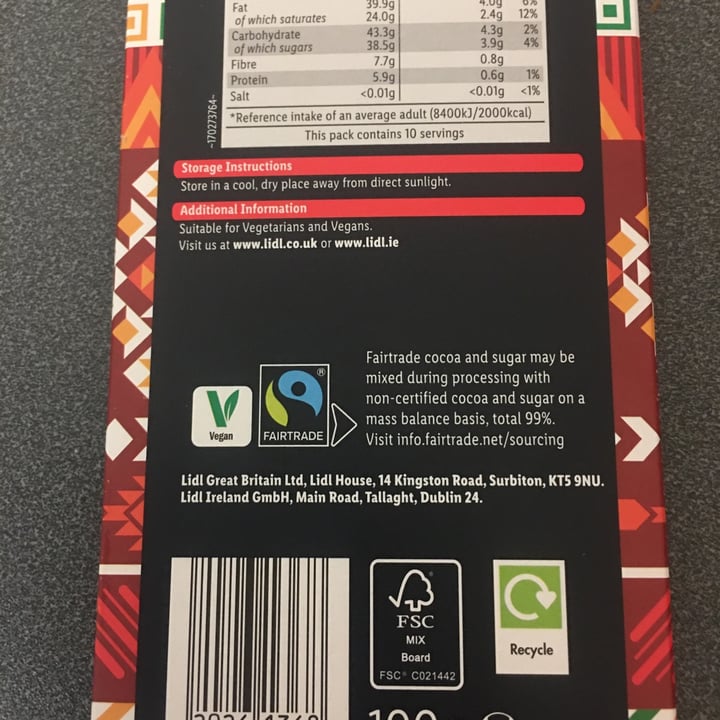 Fat 39.9g 4.0g 6%
of which saturates 24.0g 2.4g 12%
Carbohydrate 43.3g 4.3g 2%
of which sugars 38.5g 3.9g 4%
Fibre 7.7g 0.8g
Protein 5.9g 0.6g 1%
Salt <0.01g <0.01g <1%
*Reference intake of an average adult (8400kJ/2000kcal)
This pack contains 10 servings
~170273764~
Storage Instructions
Store in a cool, dry place away from direct sunlight.
Additional Information
Suitable for Vegetarians and Vegans.
Visit us at www.lidl.co.uk or www.lidl.ie
Fairtrade cocoa and sugar may be
mixed during processing with
non-certified cocoa and sugar on a
mass balance basis, total 99%.
Visit info.fairtrade.net/sourcing
V
Vegan
®
FAIRTRADE
Lidl Great Britain Ltd, Lidl House, 14 Kingston Road, Surbiton, KT5 9NU.
Lidl Ireland GmbH, Main Road, Tallaght, Dublin 24.
FSC
MIX
Board
FSC® C021442
Recycle